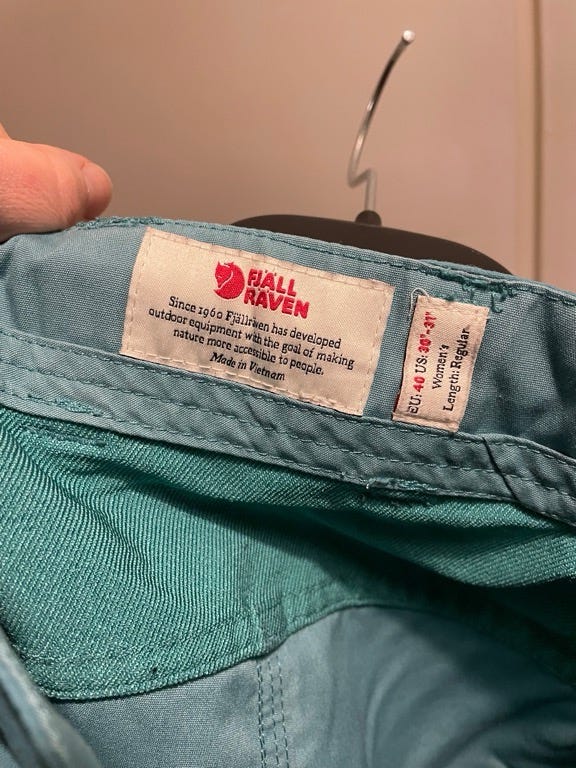 FJÄLL
RÄVEN
Since 1960 Fjällräven has developed
outdoor equipment with the goal of making
nature more accessible to people.
Made in Vietnam
EU: 40 US: 30"-31"
Women's
Length: Regular